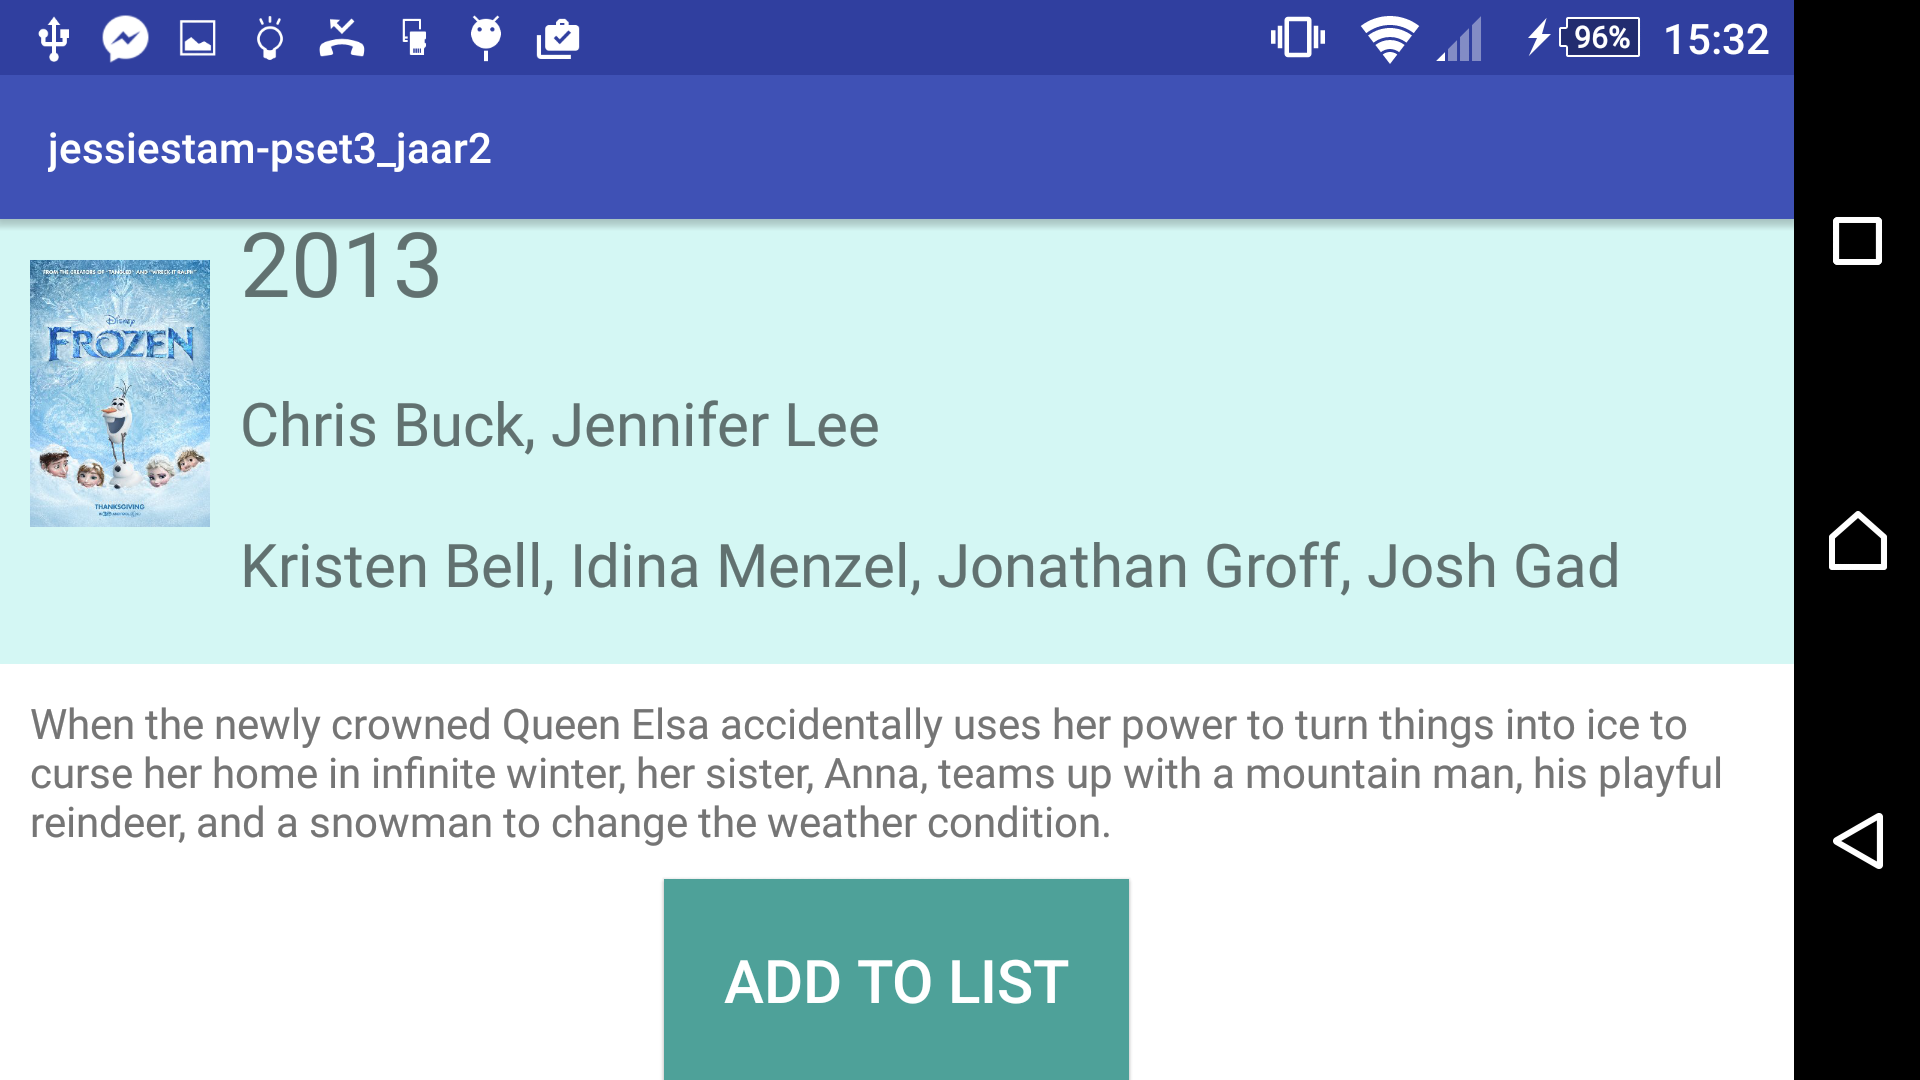 96% 15:32
jessiestam-pset3_jaar2
2013
FROM THE CREATORS OF "TANGLED" AND "WRECK-IT RALPH"
Disney
FROZEN
THANKSGIVING
Chris Buck, Jennifer Lee
Kristen Bell, Idina Menzel, Jonathan Groff, Josh Gad
When the newly crowned Queen Elsa accidentally uses her power to turn things into ice to
curse her home in infinite winter, her sister, Anna, teams up with a mountain man, his playful
reindeer, and a snowman to change the weather condition.
ADD TO LIST